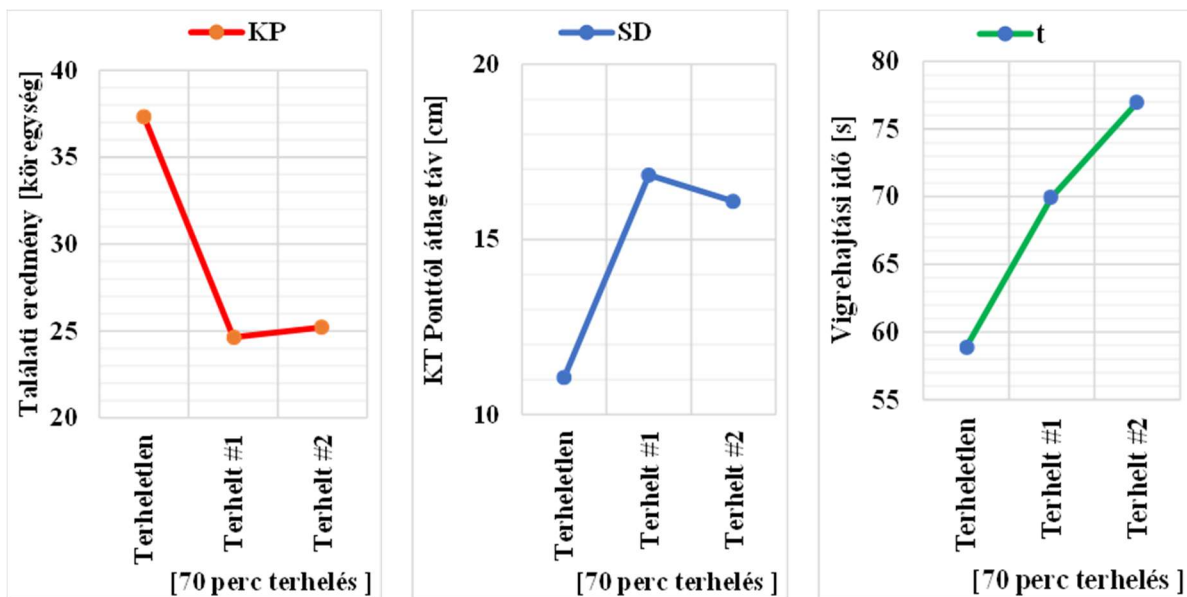 KP
Találati eredmény [köregység]
40
35
30
25
20
Terheletlen
Terhelt #1
Terhelt #2
[70 perc terhelés ]
SD
KT Ponttól átlag táv [cm]
20
15
10
Terheletlen
Terhelt #1
Terhelt #2
[70 perc terhelés ]
t
Vigrehajtási idő [s]
80
75
70
65
60
55
Terheletlen
Terhelt #1
Terhelt #2
[70 perc terhelés ]